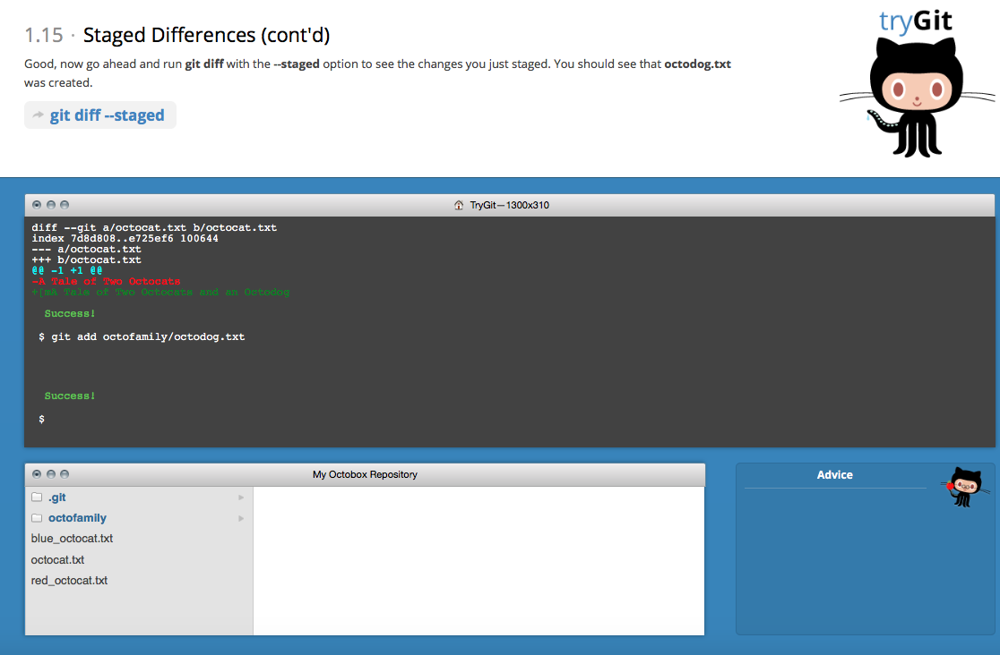 tryGit
1.15 · Staged Differences (cont'd)
Good, now go ahead and run git diff with the --staged option to see the changes you just staged. You should see that octodog.txt
was created.
git diff --staged
TryGit—1300x310
diff --git a/octocat.txt b/octocat.txt
index 7d8d808..e725ef6 100644
--- a/octocat.txt
+++ b/octocat.txt
@@ -1 +1 @@
-A Tale of Two Octocats
+[mA Tale of Two Octocats and an Octodog
Success!
$ git add octofamily/octodog.txt
Success!
$
My Octobox Repository
.git
octofamily
blue_octocat.txt
octocat.txt
red_octocat.txt
Advice